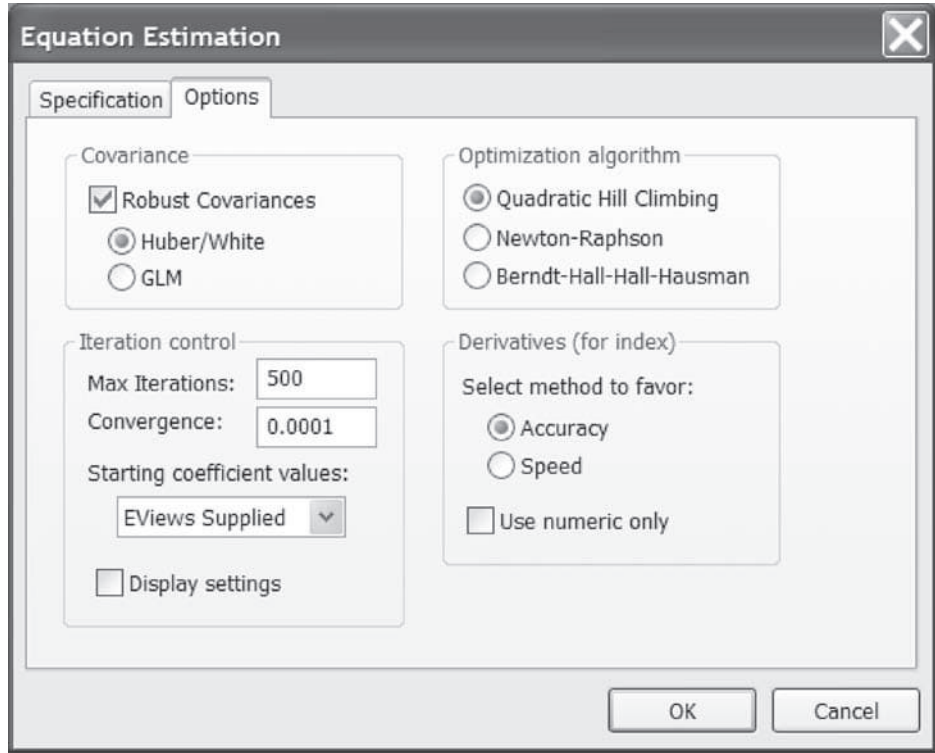 Equation Estimation
Specification
Options
Covariance
Robust Covariances
Huber/White
GLM
Optimization algorithm
Quadratic Hill Climbing
Newton-Raphson
Berndt-Hall-Hall-Hausman
Iteration control
Max Iterations: 500
Convergence: 0.0001
Starting coefficient values:
EViews Supplied
Display settings
Derivatives (for index)
Select method to favor:
Accuracy
Speed
Use numeric only
OK
Cancel